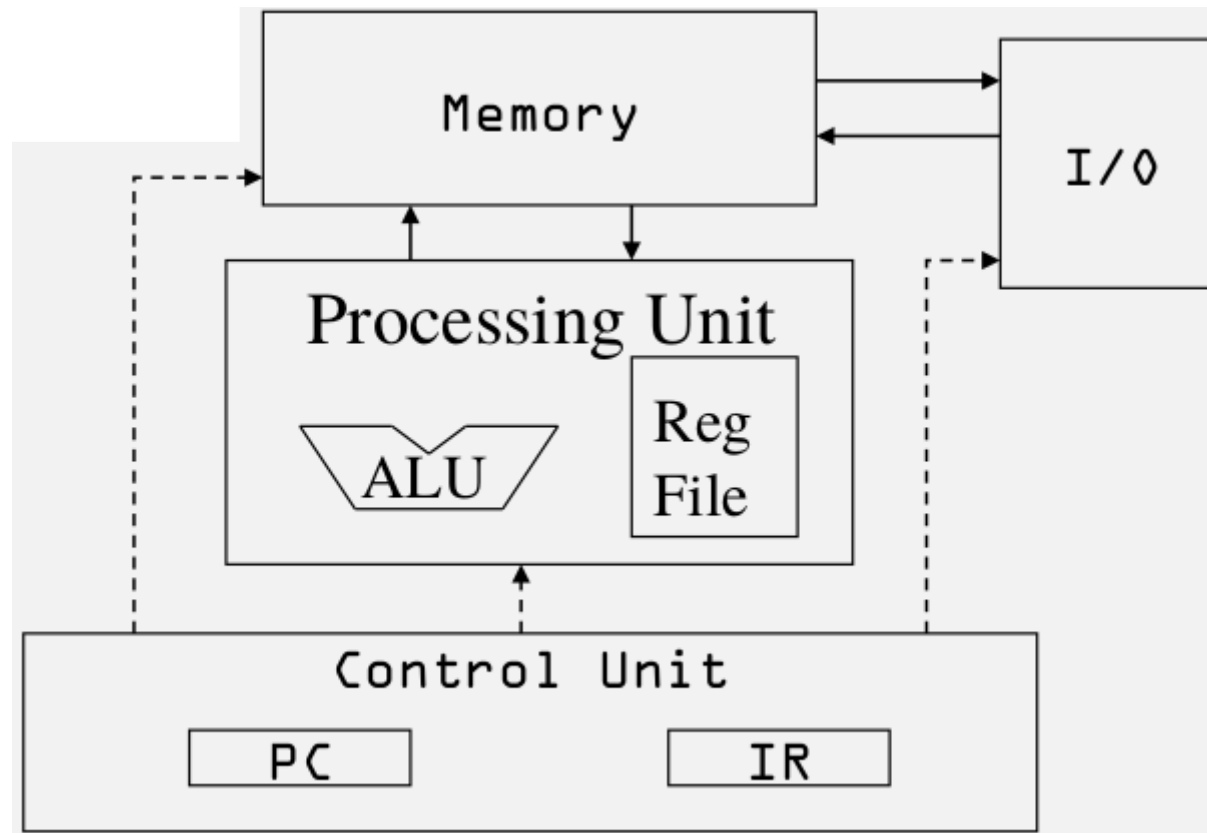 Memory
I/O
Processing Unit
ALU
Reg
File
Control Unit
PC
IR